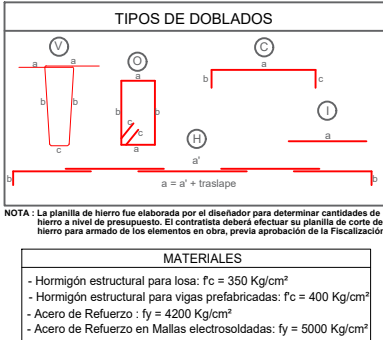 TIPOS DE DOBLADOS
V
O
C
I
H
a a
b b
c
a
b b
c
c
a
a
b c
a
a'
b b
a = a' + traslape
NOTA : La planilla de hierro fue elaborada por el diseñador para determinar cantidades de
hierro a nivel de presupuesto. El contratista deberá efectuar su planilla de corte de
hierro para armado de los elementos en obra, previa aprobación de la Fiscalización
MATERIALES
- Hormigón estructural para losa: f'c = 350 Kg/cm²
- Hormigón estructural para vigas prefabricadas: f'c = 400 Kg/cm²
- Acero de Refuerzo : fy = 4200 Kg/cm²
- Acero de Refuerzo en Mallas electrosoldadas: fy = 5000 Kg/cm²